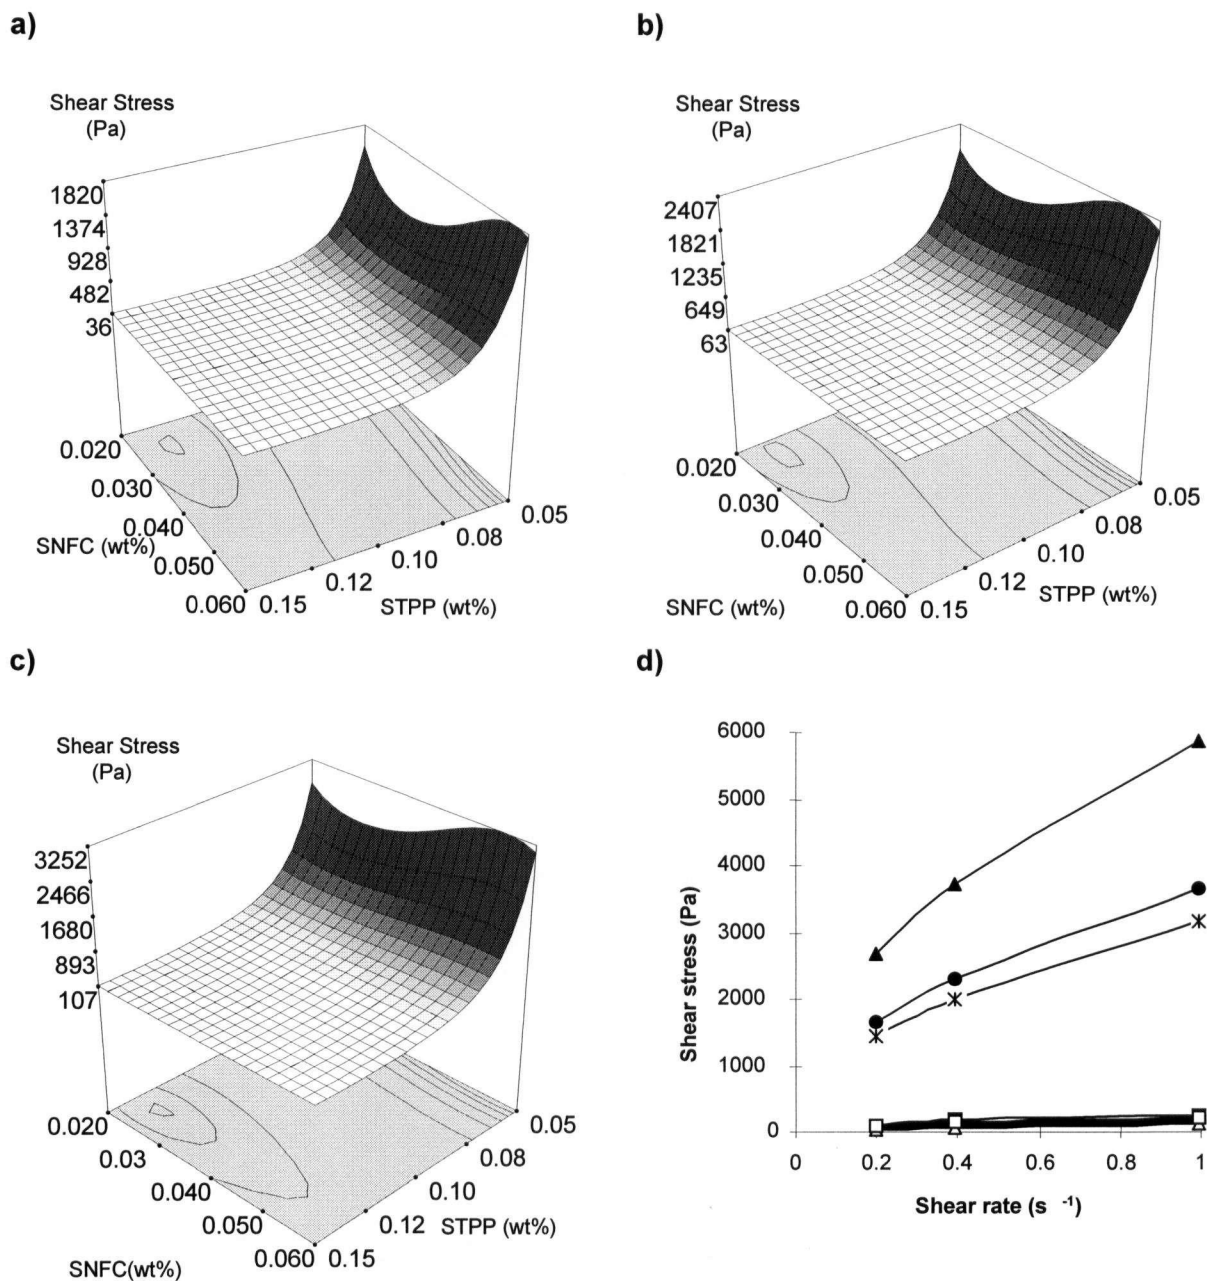 a)
Shear Stress
(Pa)
1820
1374
928
482
36
0.020
0.030
0.040
SNFC (wt%)
0.050
0.060
0.15
0.12
0.10
0.08
0.05
STPP (wt%)
b)
Shear Stress
(Pa)
2407
1821
1235
649
63
0.020
0.030
0.040
0.050
SNFC (wt%)
0.060
0.15
0.12
0.10
0.08
0.05
STPP (wt%)
c)
Shear Stress
(Pa)
3252
2466
1680
893
107
0.020
0.03
0.040
0.050
0.060
SNFC(wt%)
0.15
0.12
0.10
0.08
0.05
STPP (wt%)
d)
Shear stress (Pa)
6000
5000
4000
3000
2000
1000
0
0 0.2 0.4 0.6 0.8 1
Shear rate (s ⁻¹)